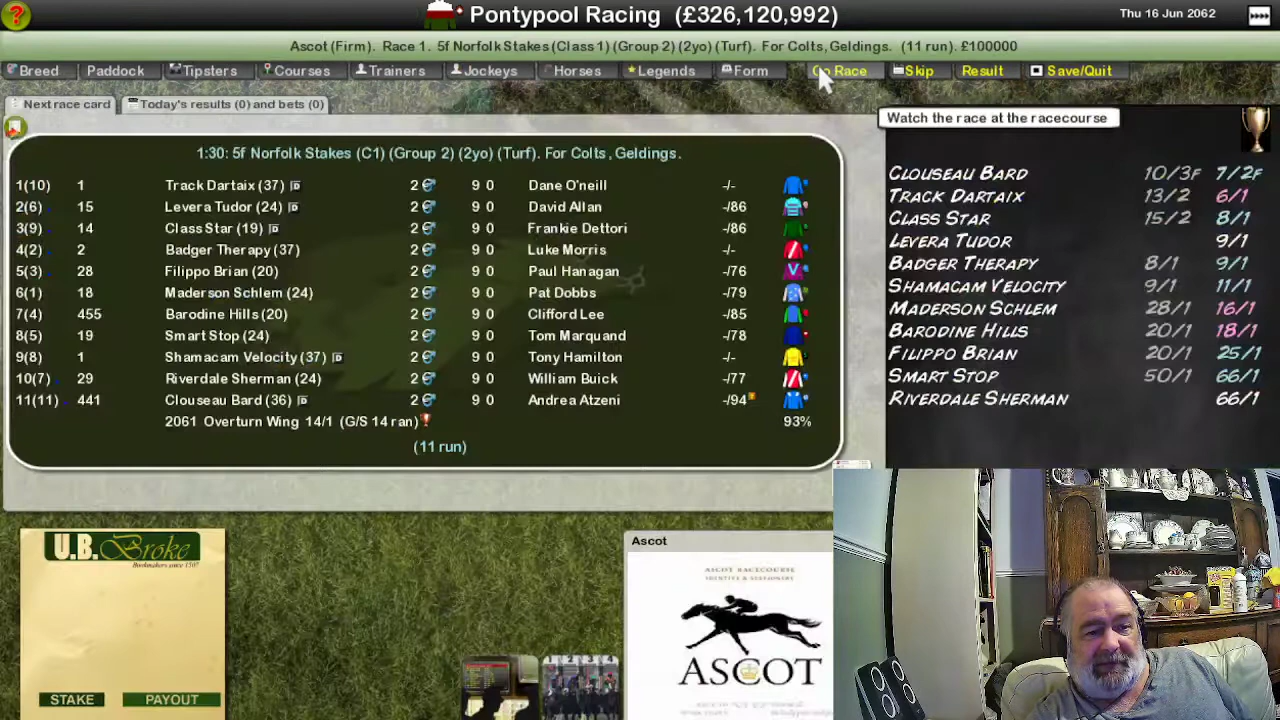 Pontypool Racing (£326,120,992)
Thu 16 Jun 2062
Ascot (Firm). Race 1. 5f Norfolk Stakes (Class 1) (Group 2) (2yo) (Turf). For Colts, Geldings. (11 run). £100000
Breed Paddock Tipsters Courses Trainers Jockeys Horses Legends Form Go Race Skip Result Save/Quit
Next race card Today's results (0) and bets (0)
Watch the race at the racecourse
1:30: 5f Norfolk Stakes (C1) (Group 2) (2yo) (Turf). For Colts, Geldings.
1(10) 1 Track Dartaix (37) D 2 9 0 Dane O'neill -/-
2(6) 15 Levera Tudor (24) D 2 9 0 David Allan -/86
3(9) 14 Class Star (19) D 2 9 0 Frankie Dettori -/86
4(2) 2 Badger Therapy (37) 2 9 0 Luke Morris -/-
5(3) 28 Filippo Brian (20) 2 9 0 Paul Hanagan -/76
6(1) 18 Maderson Schlem (24) 2 9 0 Pat Dobbs -/79
7(4) 455 Barodine Hills (20) 2 9 0 Clifford Lee -/85
8(5) 19 Smart Stop (24) 2 9 0 Tom Marquand -/78
9(8) 1 Shamacam Velocity (37) D 2 9 0 Tony Hamilton -/-
10(7) 29 Riverdale Sherman (24) 2 9 0 William Buick -/77
11(11) 441 Clouseau Bard (36) D 2 9 0 Andrea Atzeni -/94
2061 Overturn Wing 14/1 (G/S 14 ran) 93%
(11 run)
CLOUSEAU BARD 10/3F 7/2F
TRACK DARTAIX 13/2 6/1
CLASS STAR 15/2 8/1
LEVERA TUDOR 9/1
BADGER THERAPY 8/1 9/1
SHAMACAM VELOCITY 9/1 11/1
MADERSON SCHLEM 28/1 16/1
BARODINE HILLS 20/1 18/1
FILIPPO BRIAN 20/1 25/1
SMART STOP 50/1 66/1
RIVERDALE SHERMAN 66/1
U.B. Broke
Bookmakers since 1507
STAKE PAYOUT
Ascot
ASCOT RACECOURSE
IDENTITY & STATIONERY
ASCOT